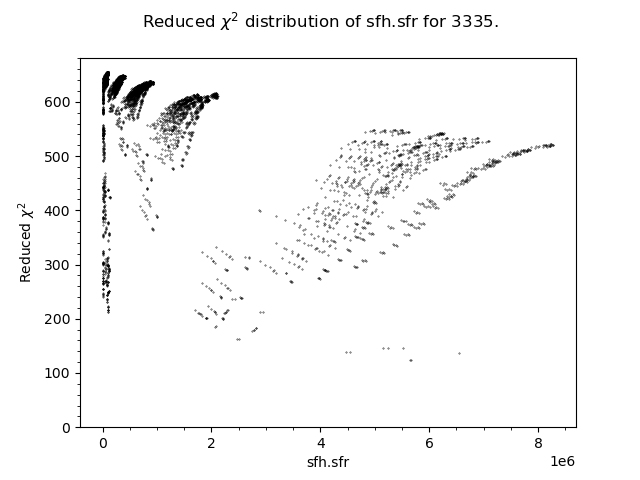 Reduced χ² distribution of sfh.sfr for 3335.
600
500
400
300
200
100
0
Reduced χ²
0 2 4 6 8
1e6
sfh.sfr